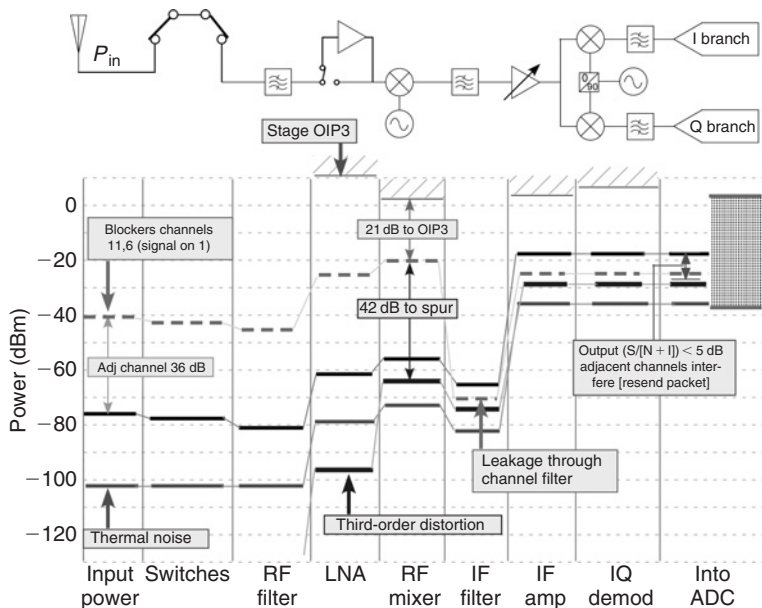 P in
I branch
0
90
Q branch
Stage OIP3
Blockers channels
11,6 (signal on 1)
21 dB to OIP3
42 dB to spur
Adj channel 36 dB
Output (S/[N + I]) < 5 dB
adjacent channels inter-
fere [resend packet]
Leakage through
channel filter
Third-order distortion
Thermal noise
Power (dBm)
0
−20
−40
−60
−80
−100
−120
Input
power
Switches
RF
filter
LNA
RF
mixer
IF
filter
IF
amp
IQ
demod
Into
ADC